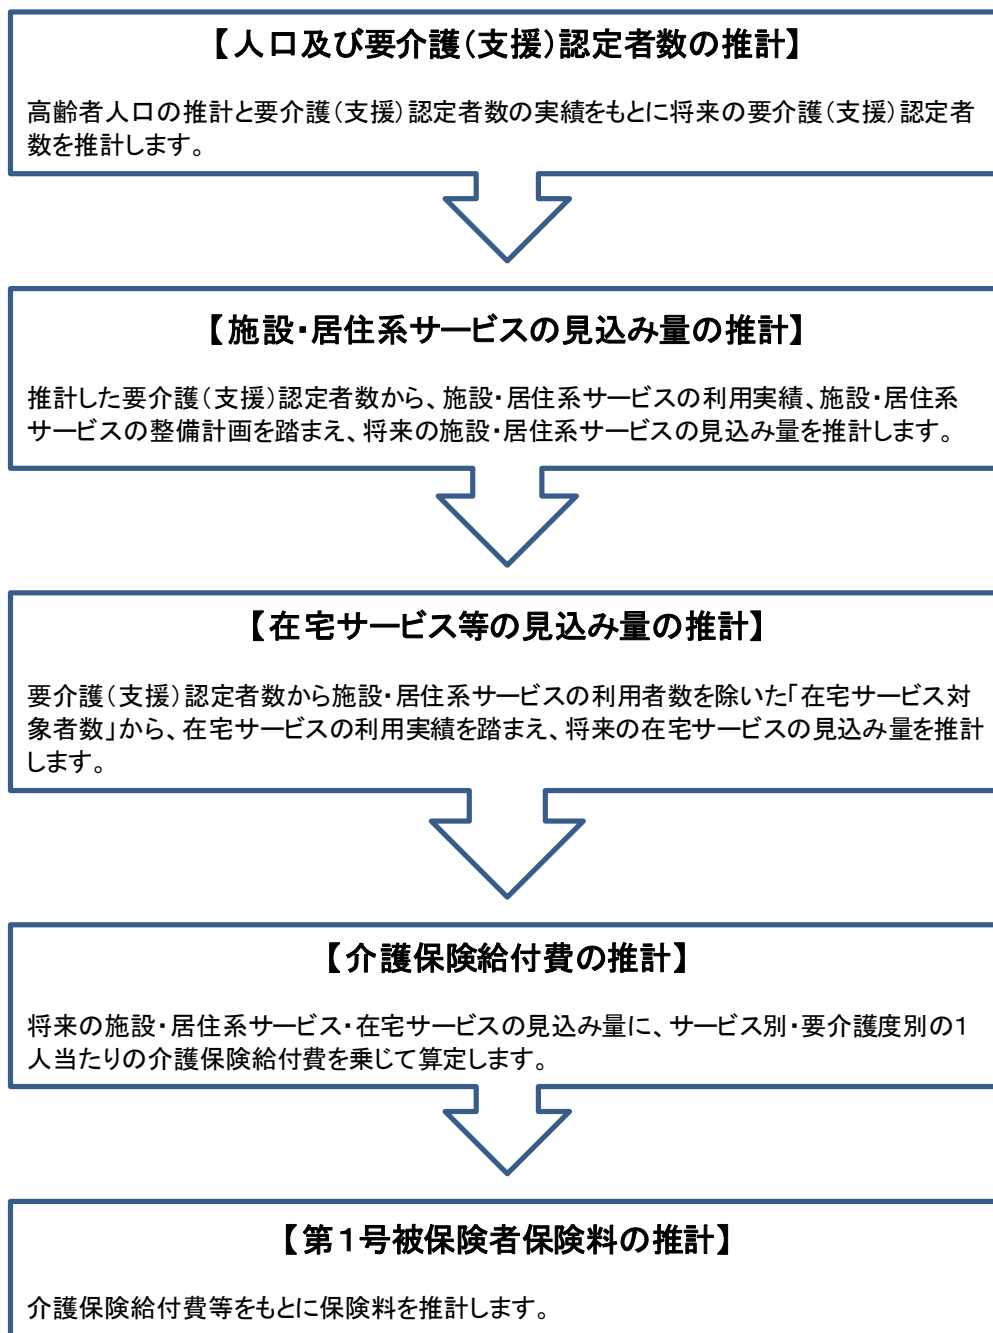 【人口及び要介護（支援）認定者数の推計】
高齢者人口の推計と要介護（支援）認定者数の実績をもとに将来の要介護（支援）認定者
数を推計します。
【施設・居住系サービスの見込み量の推計】
推計した要介護（支援）認定者数から、施設・居住系サービスの利用実績、施設・居住系
サービスの整備計画を踏まえ、将来の施設・居住系サービスの見込み量を推計します。
【在宅サービス等の見込み量の推計】
要介護（支援）認定者数から施設・居住系サービスの利用者数を除いた「在宅サービス対
象者数」から、在宅サービスの利用実績を踏まえ、将来の在宅サービスの見込み量を推計
します。
【介護保険給付費の推計】
将来の施設・居住系サービス・在宅サービスの見込み量に、サービス別・要介護度別の１
人当たりの介護保険給付費を乗じて算定します。
【第１号被保険者保険料の推計】
介護保険給付費等をもとに保険料を推計します。